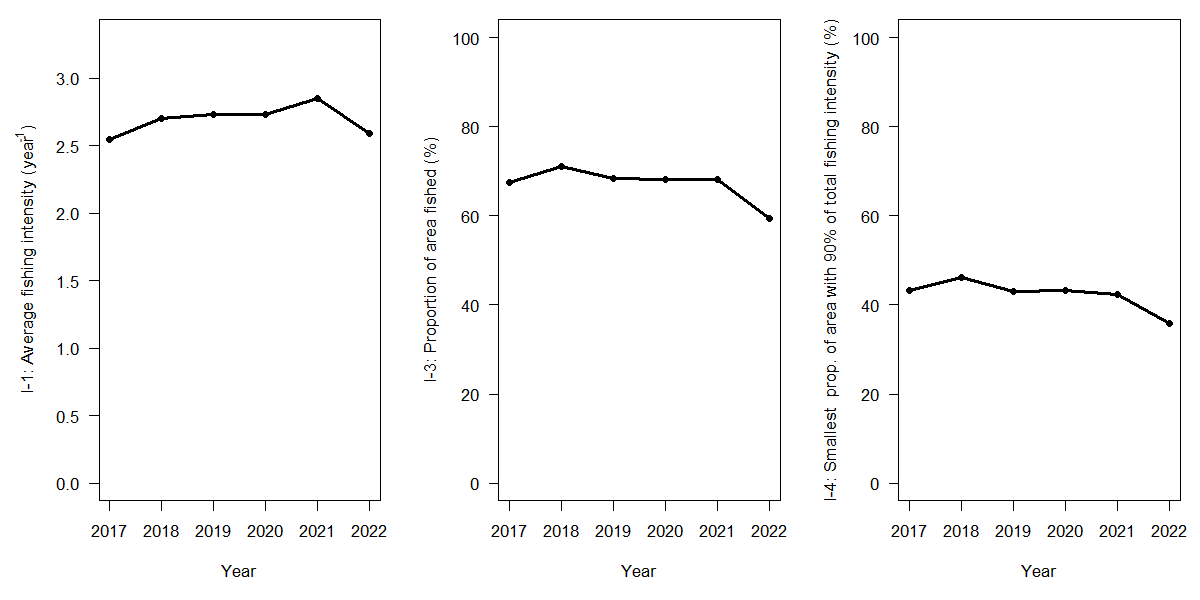 I-1: Average fishing intensity (year-1)
3.0
2.5
2.0
1.5
1.0
0.5
0.0
2017 2018 2019 2020 2021 2022
Year
I-3: Proportion of area fished (%)
100
80
60
40
20
0
2017 2018 2019 2020 2021 2022
Year
I-4: Smallest  prop. of area with 90% of total fishing intensity (%)
100
80
60
40
20
0
2017 2018 2019 2020 2021 2022
Year